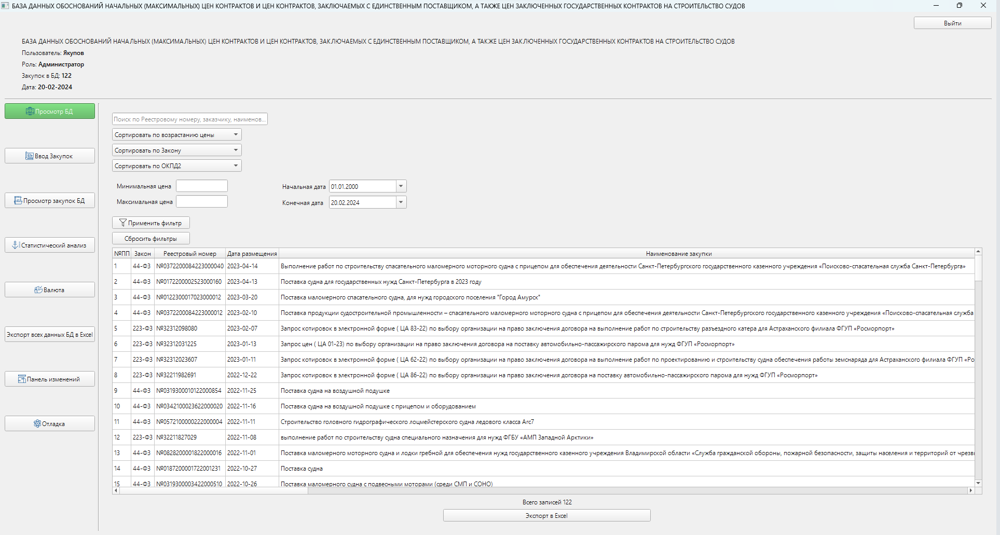 БАЗА ДАННЫХ ОБОСНОВАНИЙ НАЧАЛЬНЫХ (МАКСИМАЛЬНЫХ) ЦЕН КОНТРАКТОВ И ЦЕН КОНТРАКТОВ, ЗАКЛЮЧАЕМЫХ С ЕДИНСТВЕННЫМ ПОСТАВЩИКОМ, А ТАКЖЕ ЦЕН ЗАКЛЮЧЕННЫХ ГОСУДАРСТВЕННЫХ КОНТРАКТОВ НА СТРОИТЕЛЬСТВО СУДОВ
Выйти
БАЗА ДАННЫХ ОБОСНОВАНИЙ НАЧАЛЬНЫХ (МАКСИМАЛЬНЫХ) ЦЕН КОНТРАКТОВ И ЦЕН КОНТРАКТОВ, ЗАКЛЮЧАЕМЫХ С ЕДИНСТВЕННЫМ ПОСТАВЩИКОМ, А ТАКЖЕ ЦЕН ЗАКЛЮЧЕННЫХ ГОСУДАРСТВЕННЫХ КОНТРАКТОВ НА СТРОИТЕЛЬСТВО СУДОВ
Пользователь: Якупов
Роль: Администратор
Закупок в БД: 122
Дата: 20-02-2024
Просмотр БД
Ввод Закупок
Просмотр закупок БД
Статистический анализ
Валюта
Экспорт всех данных БД в Excel
Панель изменений
Отладка
Поиск по Реестровому номеру, заказчику, наименов...
Сортировать по возрастанию цены
Сортировать по Закону
Сортировать по ОКПД2
Минимальная цена Начальная дата 01.01.2000
Максимальная цена Конечная дата 20.02.2024
Применить фильтр
Сбросить фильтры
№ПП Закон Реестровый номер Дата размещения Наименование закупки
1 44-ФЗ №0372200084223000040 2023-04-14 Выполнение работ по строительству спасательного маломерного моторного судна с прицепом для обеспечения деятельности Санкт-Петербургского государственного казенного учреждения «Поисково-спасательная служба Санкт-Петербурга»
2 44-ФЗ №0172200002523000160 2023-04-13 Поставка судна для государственных нужд Санкт-Петербурга в 2023 году
3 44-ФЗ №0122300017023000012 2023-03-20 Поставка маломерного спасательного судна, для нужд городского поселения "Город Амурск"
4 44-ФЗ №0372200084223000012 2023-02-10 Поставка продукции судостроительной промышленности – спасательного маломерного моторного судна с прицепом для обеспечения деятельности Санкт-Петербургского государственного казенного учреждения «Поисково-спасательная служба
5 223-ФЗ №32312098080 2023-02-07 Запрос котировок в электронной форме ( ЦА 83-22) по выбору организации на право заключения договора на выполнение работ по строительству разъездного катера для Астраханского филиала ФГУП «Росморпорт»
6 223-ФЗ №32312031225 2023-01-13 Запрос цен ( ЦА 01-23) по выбору организации на право заключения договора на поставку автомобильно-пассажирского парома для нужд ФГУП «Росморпорт»
7 223-ФЗ №32312023607 2023-01-11 Запрос котировок в электронной форме ( ЦА 62-22) по выбору организации на право заключения договора на выполнение работ по проектированию и строительству судна обеспечения работы земснаряда для Астраханского филиала ФГУП «Ро
8 223-ФЗ №32211982691 2022-12-22 Запрос котировок в электронной форме ( ЦА 86-22) по выбору организации на право заключения договора на поставку автомобильно-пассажирского парома для нужд ФГУП «Росморпорт»
9 44-ФЗ №0319300010122000854 2022-11-25 Поставка судна на воздушной подушке
10 44-ФЗ №0342100023622000020 2022-11-16 Поставка судна на воздушной подушке с прицепом и оборудованием
11 44-ФЗ №0572100000222000004 2022-11-11 Строительство головного гидрографического лоцмейстерского судна ледового класса Arc7
12 223-ФЗ №32211827029 2022-11-08 выполнение работ по строительству судна специального назначения для нужд ФГБУ «АМП Западной Арктики»
13 44-ФЗ №0828200001822000016 2022-11-01 Поставка маломерного моторного судна и лодки гребной для обеспечения нужд государственного казенного учреждения Владимирской области «Служба гражданской обороны, пожарной безопасности, защиты населения и территорий от чрезв
14 44-ФЗ №0187200001722001231 2022-10-27 Поставка судна
15 44-ФЗ №0319300003422000510 2022-10-26 Поставка маломерного судна с подвесными моторами (среди СМП и СОНО)
Всего записей 122
Экспорт в Excel